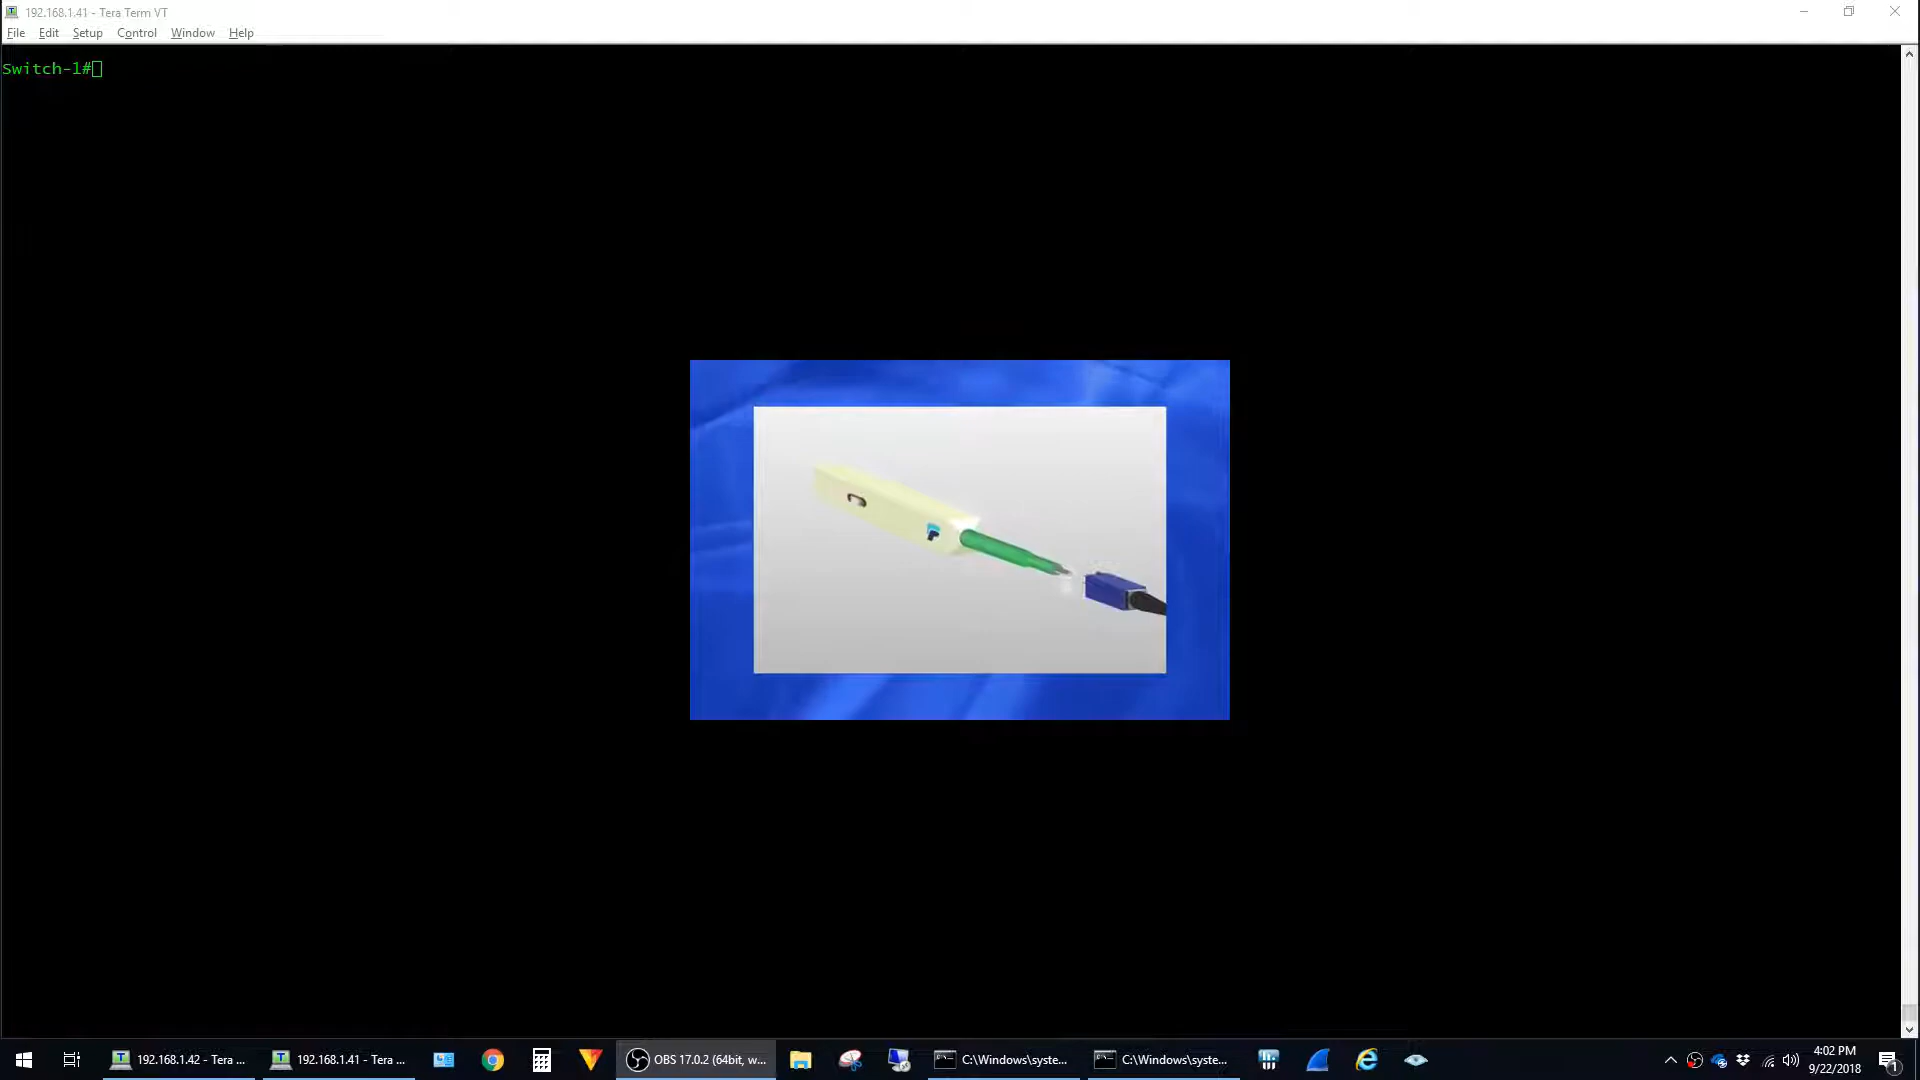 192.168.1.41 - Tera Term VT
File Edit Setup Control Window Help
Switch-1#
192.168.1.42 - Tera ...
192.168.1.41 - Tera ...
OBS 17.0.2 (64bit, w...
C:\Windows\syste...
C:\Windows\syste...
4:02 PM
9/22/2018
1